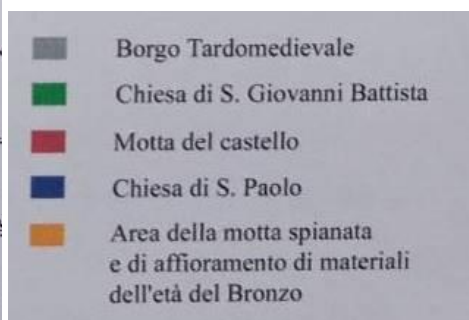 Borgo Tardomedievale
Chiesa di S. Giovanni Battista
Motta del castello
Chiesa di S. Paolo
Area della motta spianata
e di affioramento di materiali
dell'età del Bronzo